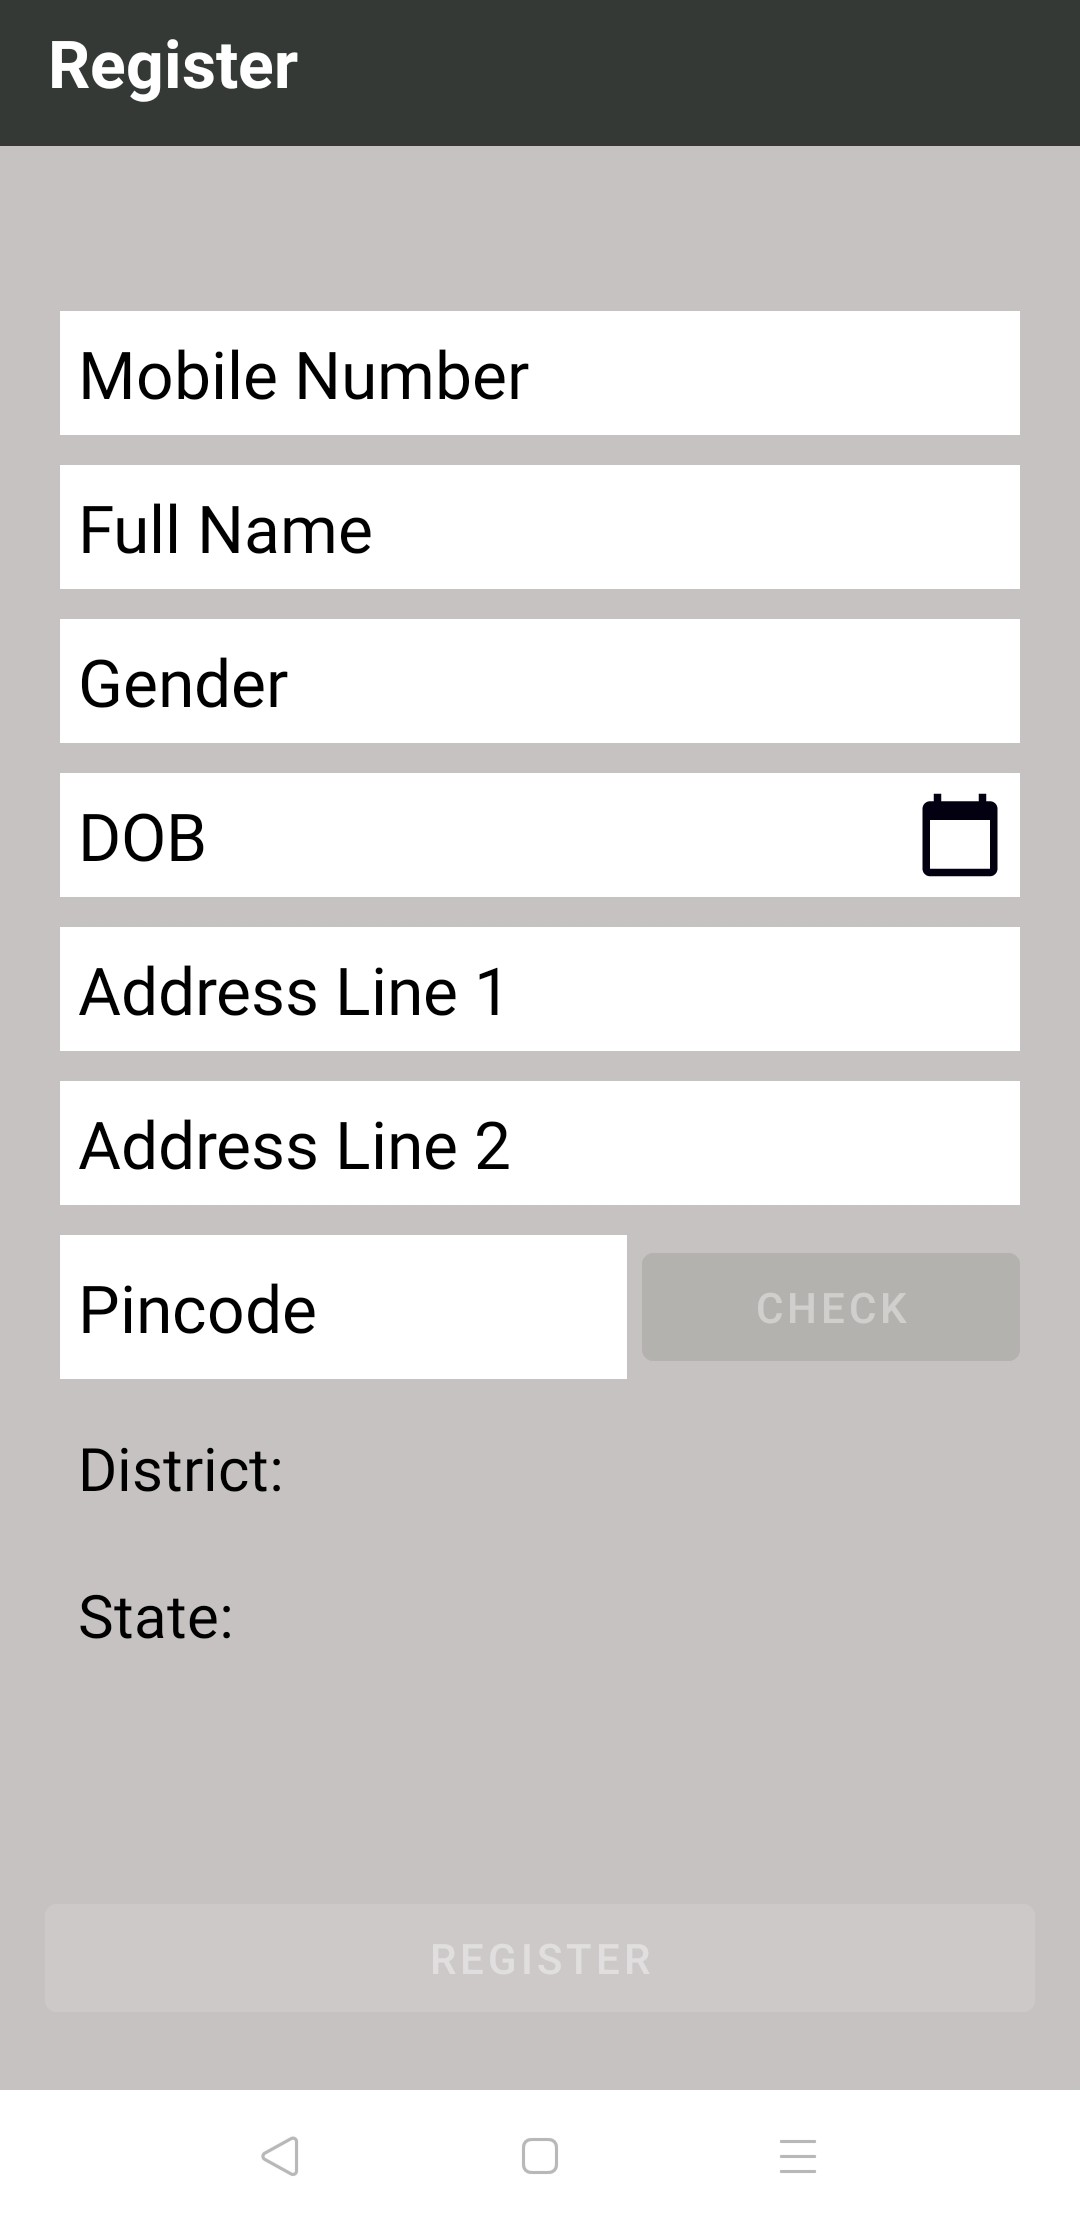 Register
Mobile Number
Full Name
Gender
DOB
Address Line 1
Address Line 2
Pincode
CHECK
District:
State:
REGISTER